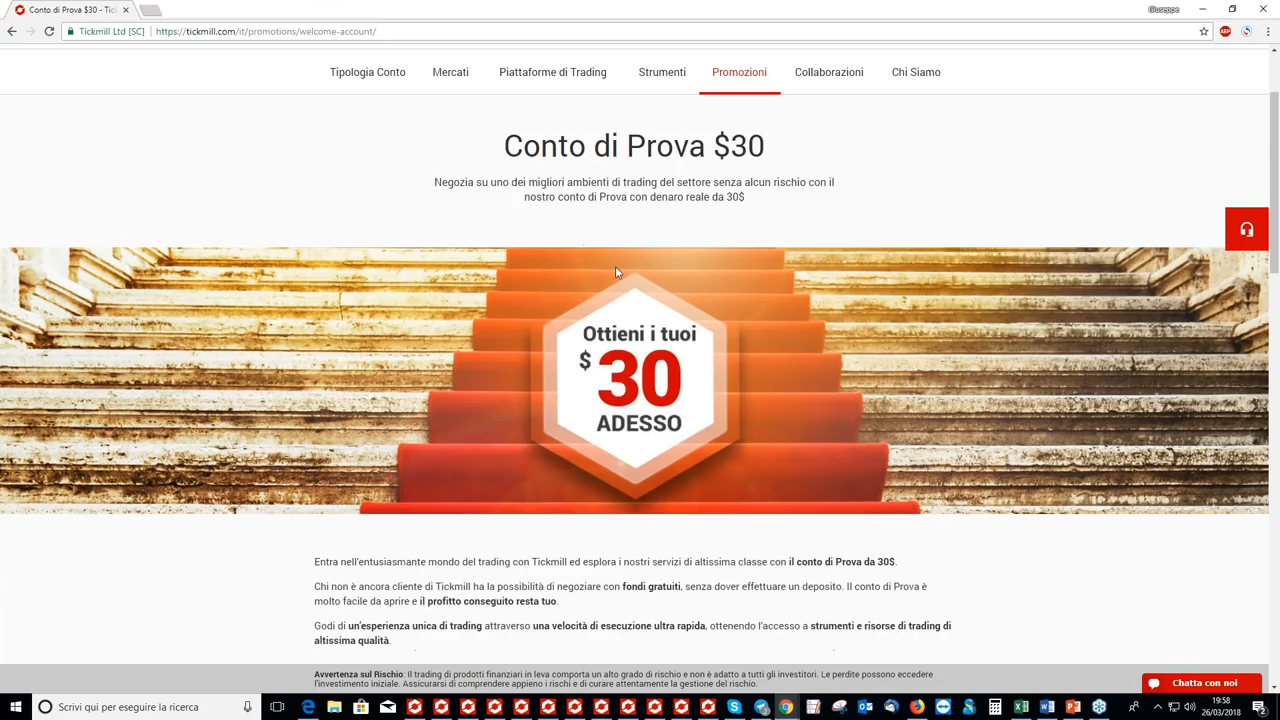 Conto di Prova $30 - Tick
Giuseppe
Tickmill Ltd [SC]
https://tickmill.com/it/promotions/welcome-account/
ABP
Tipologia Conto
Mercati
Piattaforme di Trading
Strumenti
Promozioni
Collaborazioni
Chi Siamo
Conto di Prova $30
Negozia su uno dei migliori ambienti di trading del settore senza alcun rischio con il
nostro conto di Prova con denaro reale da 30$
Ottieni i tuoi
$ 30
ADESSO
Entra nell'entusiasmante mondo del trading con Tickmill ed esplora i nostri servizi di altissima classe con il conto di Prova da 30$.
Chi non è ancora cliente di Tickmill ha la possibilità di negoziare con fondi gratuiti, senza dover effettuare un deposito. Il conto di Prova è
molto facile da aprire e il profitto conseguito resta tuo.
Godi di un'esperienza unica di trading attraverso una velocità di esecuzione ultra rapida, ottenendo l'accesso a strumenti e risorse di trading di
altissima qualità.
Avvertenza sul Rischio: Il trading di prodotti finanziari in leva comporta un alto grado di rischio e non è adatto a tutti gli investitori. Le perdite possono eccedere
l'investimento iniziale. Assicurarsi di comprendere appieno i rischi e di curare attentamente la gestione del rischio.
Chatta con noi
Scrivi qui per eseguire la ricerca
19:58
26/03/2018